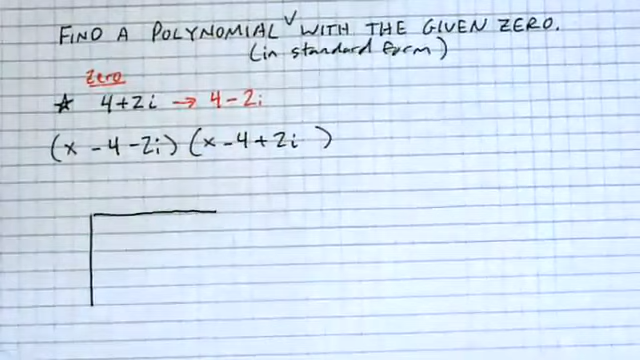 FIND A POLYNOMIAL WITH THE GIVEN ZERO.
(in standard form)
Zero
☆ 4+2i → 4-2i
(x -4-2i)(x-4+2i )